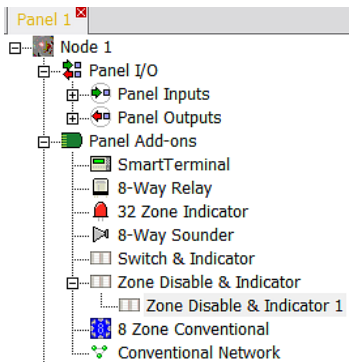 Panel 1
Node 1
Panel I/O
Panel Inputs
Panel Outputs
Panel Add-ons
SmartTerminal
8-Way Relay
32 Zone Indicator
8-Way Sounder
Switch & Indicator
Zone Disable & Indicator
Zone Disable & Indicator 1
8 Zone Conventional
Conventional Network